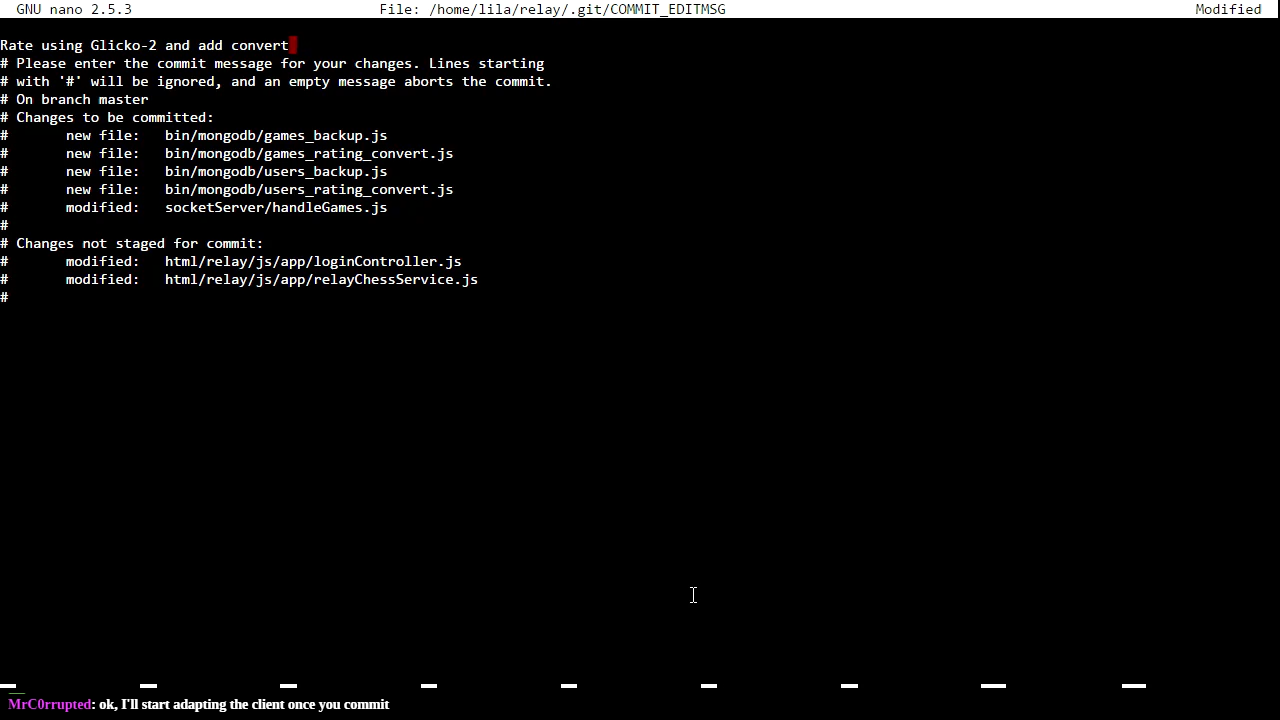 GNU nano 2.5.3 File: /home/lila/relay/.git/COMMIT_EDITMSG Modified
Rate using Glicko-2 and add convert
# Please enter the commit message for your changes. Lines starting
# with '#' will be ignored, and an empty message aborts the commit.
# On branch master
# Changes to be committed:
#       new file:   bin/mongodb/games_backup.js
#       new file:   bin/mongodb/games_rating_convert.js
#       new file:   bin/mongodb/users_backup.js
#       new file:   bin/mongodb/users_rating_convert.js
#       modified:   socketServer/handleGames.js
#
# Changes not staged for commit:
#       modified:   html/relay/js/app/loginController.js
#       modified:   html/relay/js/app/relayChessService.js
#
MrC0rrupted: ok, I'll start adapting the client once you commit